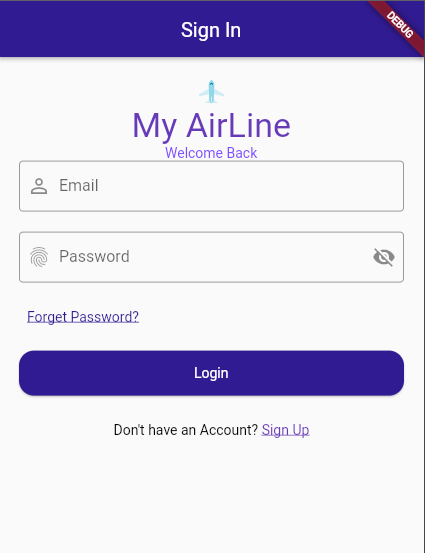 Sign In
DEBUG
My AirLine
Welcome Back
Email
Password
Forget Password?
Login
Don't have an Account? Sign Up